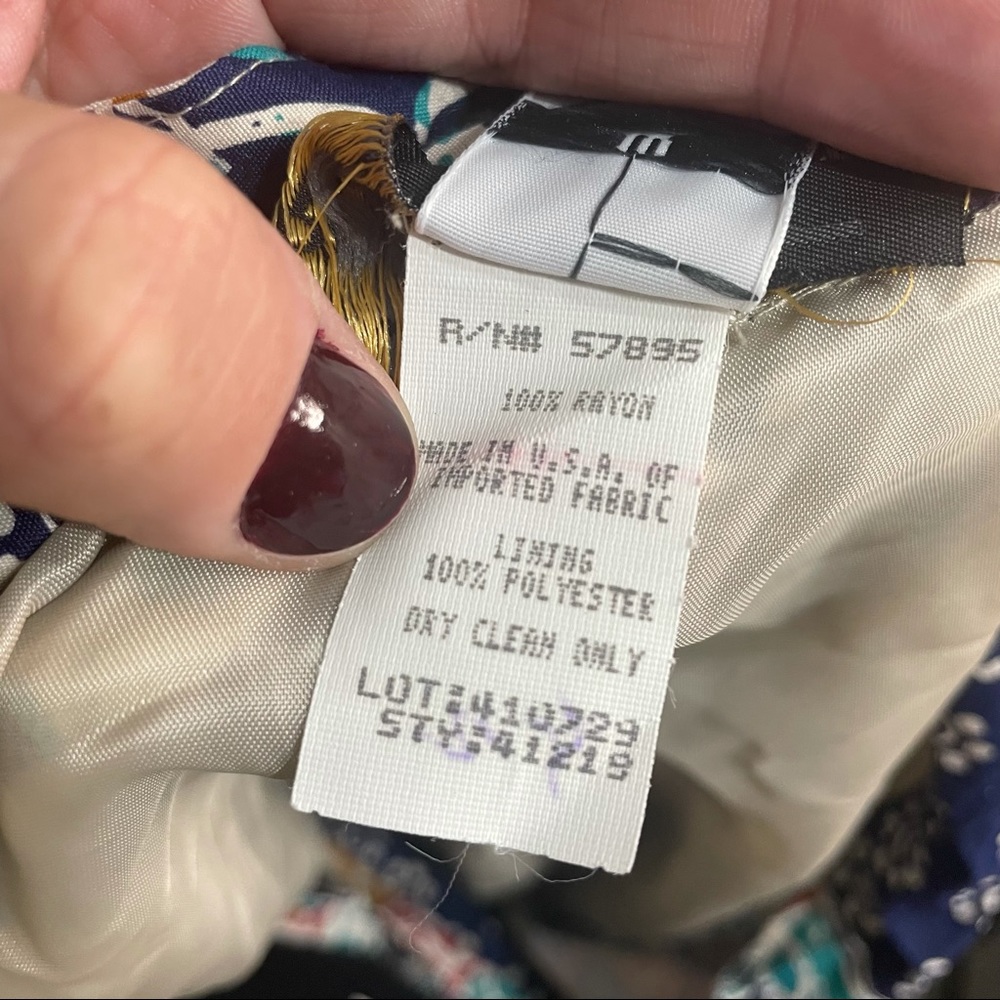 R/N# 57895
100% RAYON
MADE IN U.S.A. OF
IMPORTED FABRIC
LINING
100% POLYESTER
DRY CLEAN ONLY
LOT:410729
STY:41219